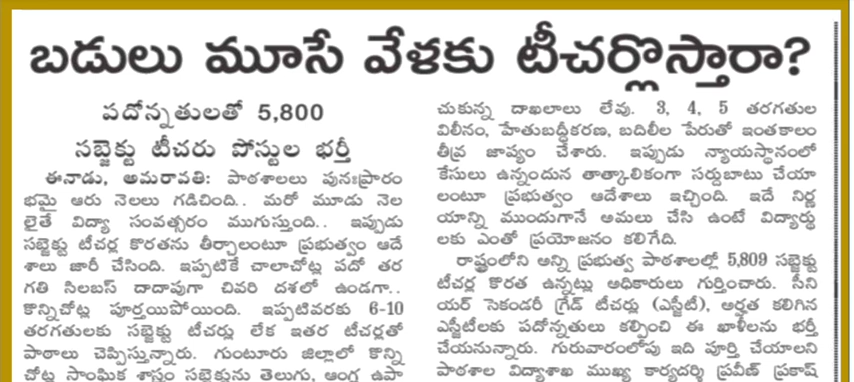 బడులు మూసే వేళకు టీచర్లొస్తారా?
పదోన్నతులతో 5,800
సబ్జెక్టు టీచరు పోస్టుల భర్తీ
ఈనాడు, అమరావతి: పాఠశాలలు పునఃప్రారం
భమై ఆరు నెలలు గడిచింది.. మరో మూడు నెల
లైతే విద్యా సంవత్సరం ముగుస్తుంది.. ఇప్పుడు
సబ్జెక్టు టీచర్ల కొరతను తీర్చాలంటూ ప్రభుత్వం ఆదే
శాలు జారీ చేసింది. ఇప్పటికే చాలాచోట్ల పదో తర
గతి సిలబస్ దాదాపుగా చివరి దశలో ఉండగా..
కొన్నిచోట్ల పూర్తయిపోయింది. ఇప్పటివరకు 6-10
తరగతులకు సబ్జెక్టు టీచర్లు లేక ఇతర టీచర్లతో
పాఠాలు చెప్పిస్తున్నారు. గుంటూరు జిల్లాలో కొన్ని
చోట్ల సాంఘిక శాస్త్రం సబ్జెక్టును తెలుగు, ఆంగ్ల ఉపా
చుకున్న దాఖలాలు లేవు. 3, 4, 5 తరగతుల
విలీనం, హేతుబద్ధీకరణ, బదిలీల పేరుతో ఇంతకాలం
తీవ్ర జాప్యం చేశారు. ఇప్పుడు న్యాయస్థానంలో
కేసులు ఉన్నందున తాత్కాలికంగా సర్దుబాటు చేయా
లంటూ ప్రభుత్వం ఆదేశాలు ఇచ్చింది. ఇదే నిర్ణ
యాన్ని ముందుగానే అమలు చేసి ఉంటే విద్యార్థు
లకు ఎంతో ప్రయోజనం కలిగేది.
రాష్ట్రంలోని అన్ని ప్రభుత్వ పాఠశాలల్లో 5,809 సబ్జెక్టు
టీచర్ల కొరత ఉన్నట్లు అధికారులు గుర్తించారు. సీని
యర్ సెకండరీ గ్రేడ్ టీచర్లు (ఎస్జీటీ), అర్హత కలిగిన
ఎస్జీటీలకు పదోన్నతులు కల్పించి ఈ ఖాళీలను భర్తీ
చేయనున్నారు. గురువారంలోపు ఇది పూర్తి చేయాలని
పాఠశాల విద్యాశాఖ ముఖ్య కార్యదర్శి ప్రవీణ్ ప్రకాష్